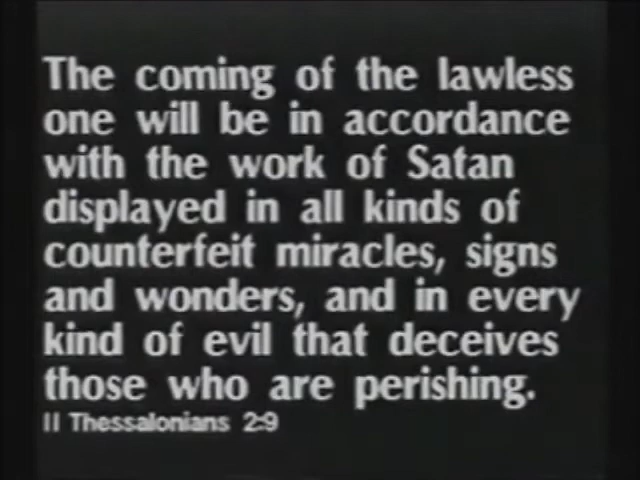 The coming of the lawless
one will be in accordance
with the work of Satan
displayed in all kinds of
counterfeit miracles, signs
and wonders, and in every
kind of evil that deceives
those who are perishing.
II Thessalonians 2:9